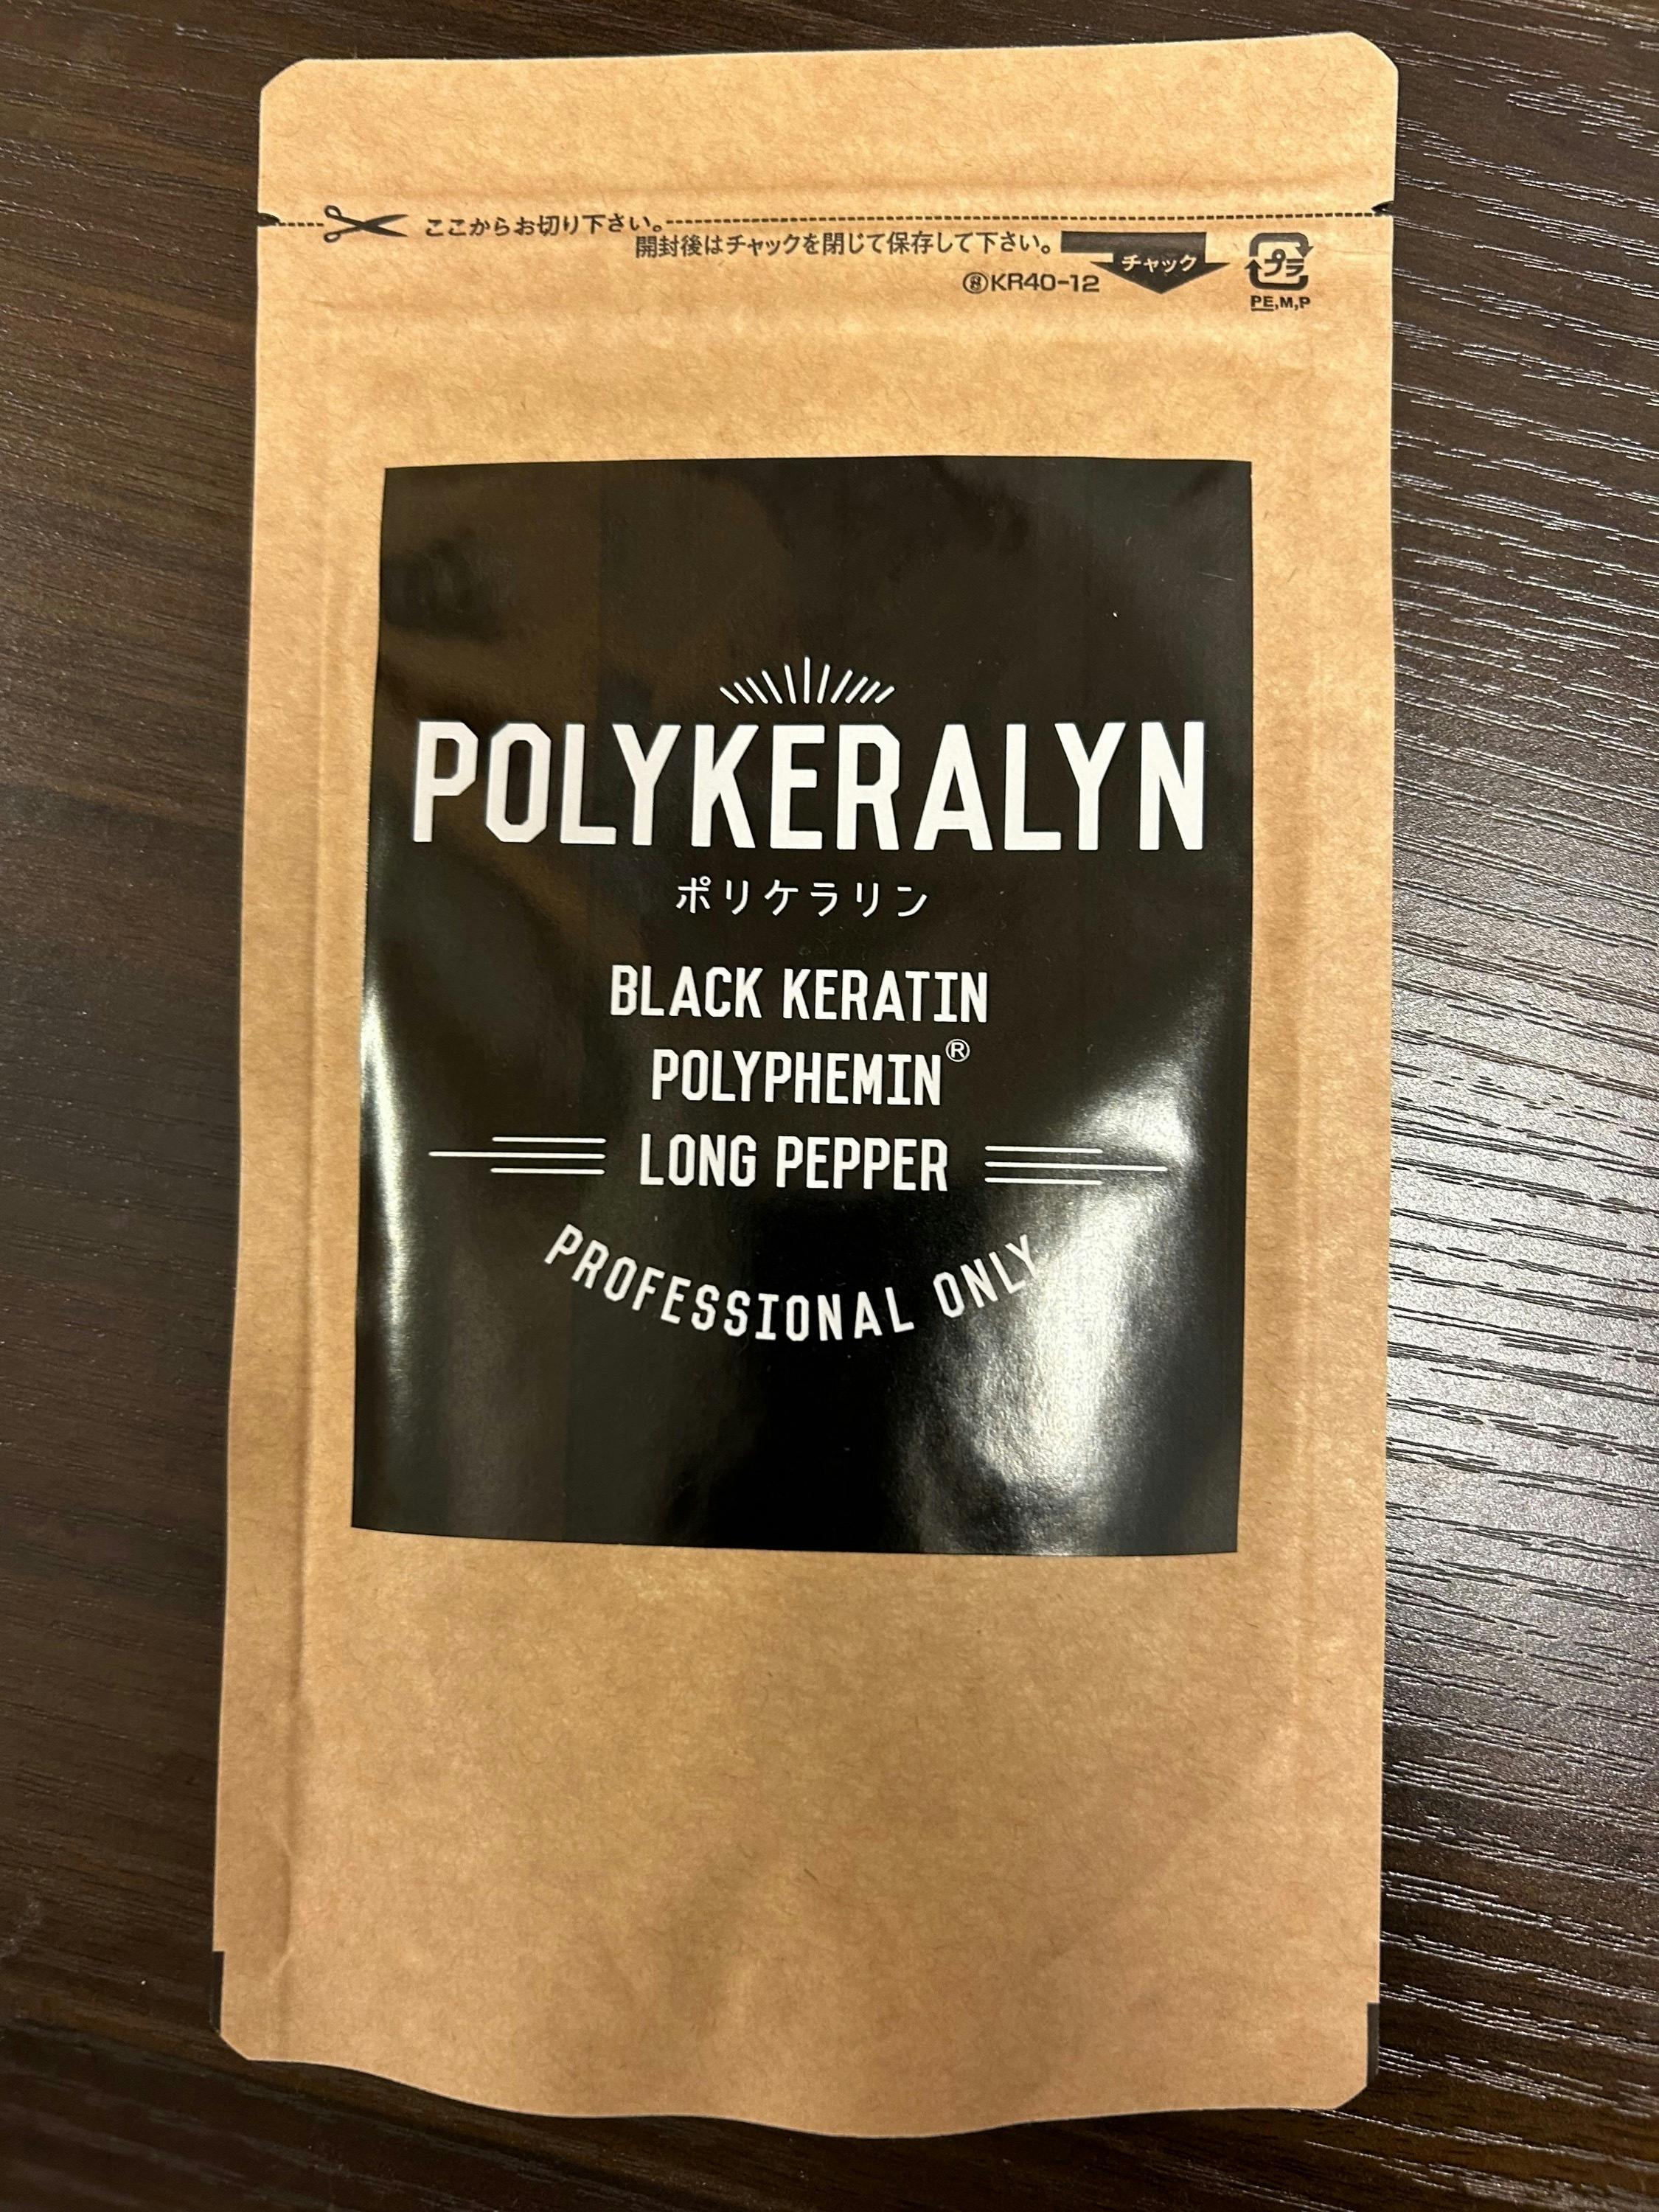 ここからお切り下さい。
開封後はチャックを閉じて保存して下さい。
チャック
プラ
⑧KR40-12
PE,M,P
POLYKERALYN
ポリケラリン
BLACK KERATIN
POLYPHEMIN®
LONG PEPPER
PROFESSIONAL ONLY